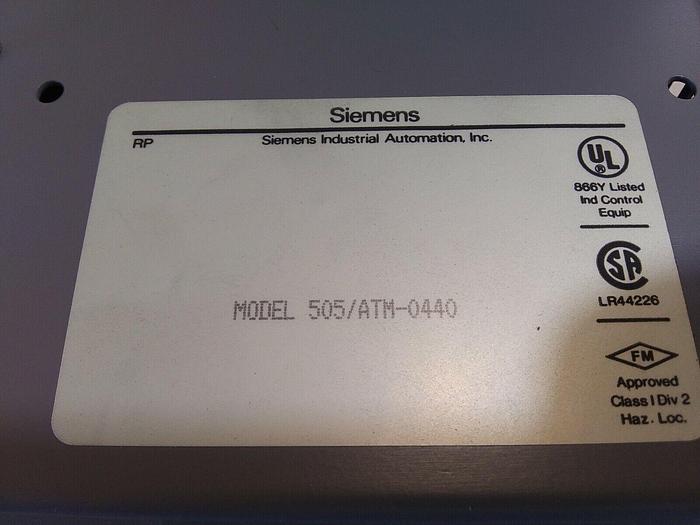 Siemens
RP
Siemens Industrial Automation, Inc.
UL
®
866Y Listed
Ind Control
Equip
SA
LR44226
MODEL 505/ATM-0440
FM
Approved
Class I Div 2
Haz. Loc.